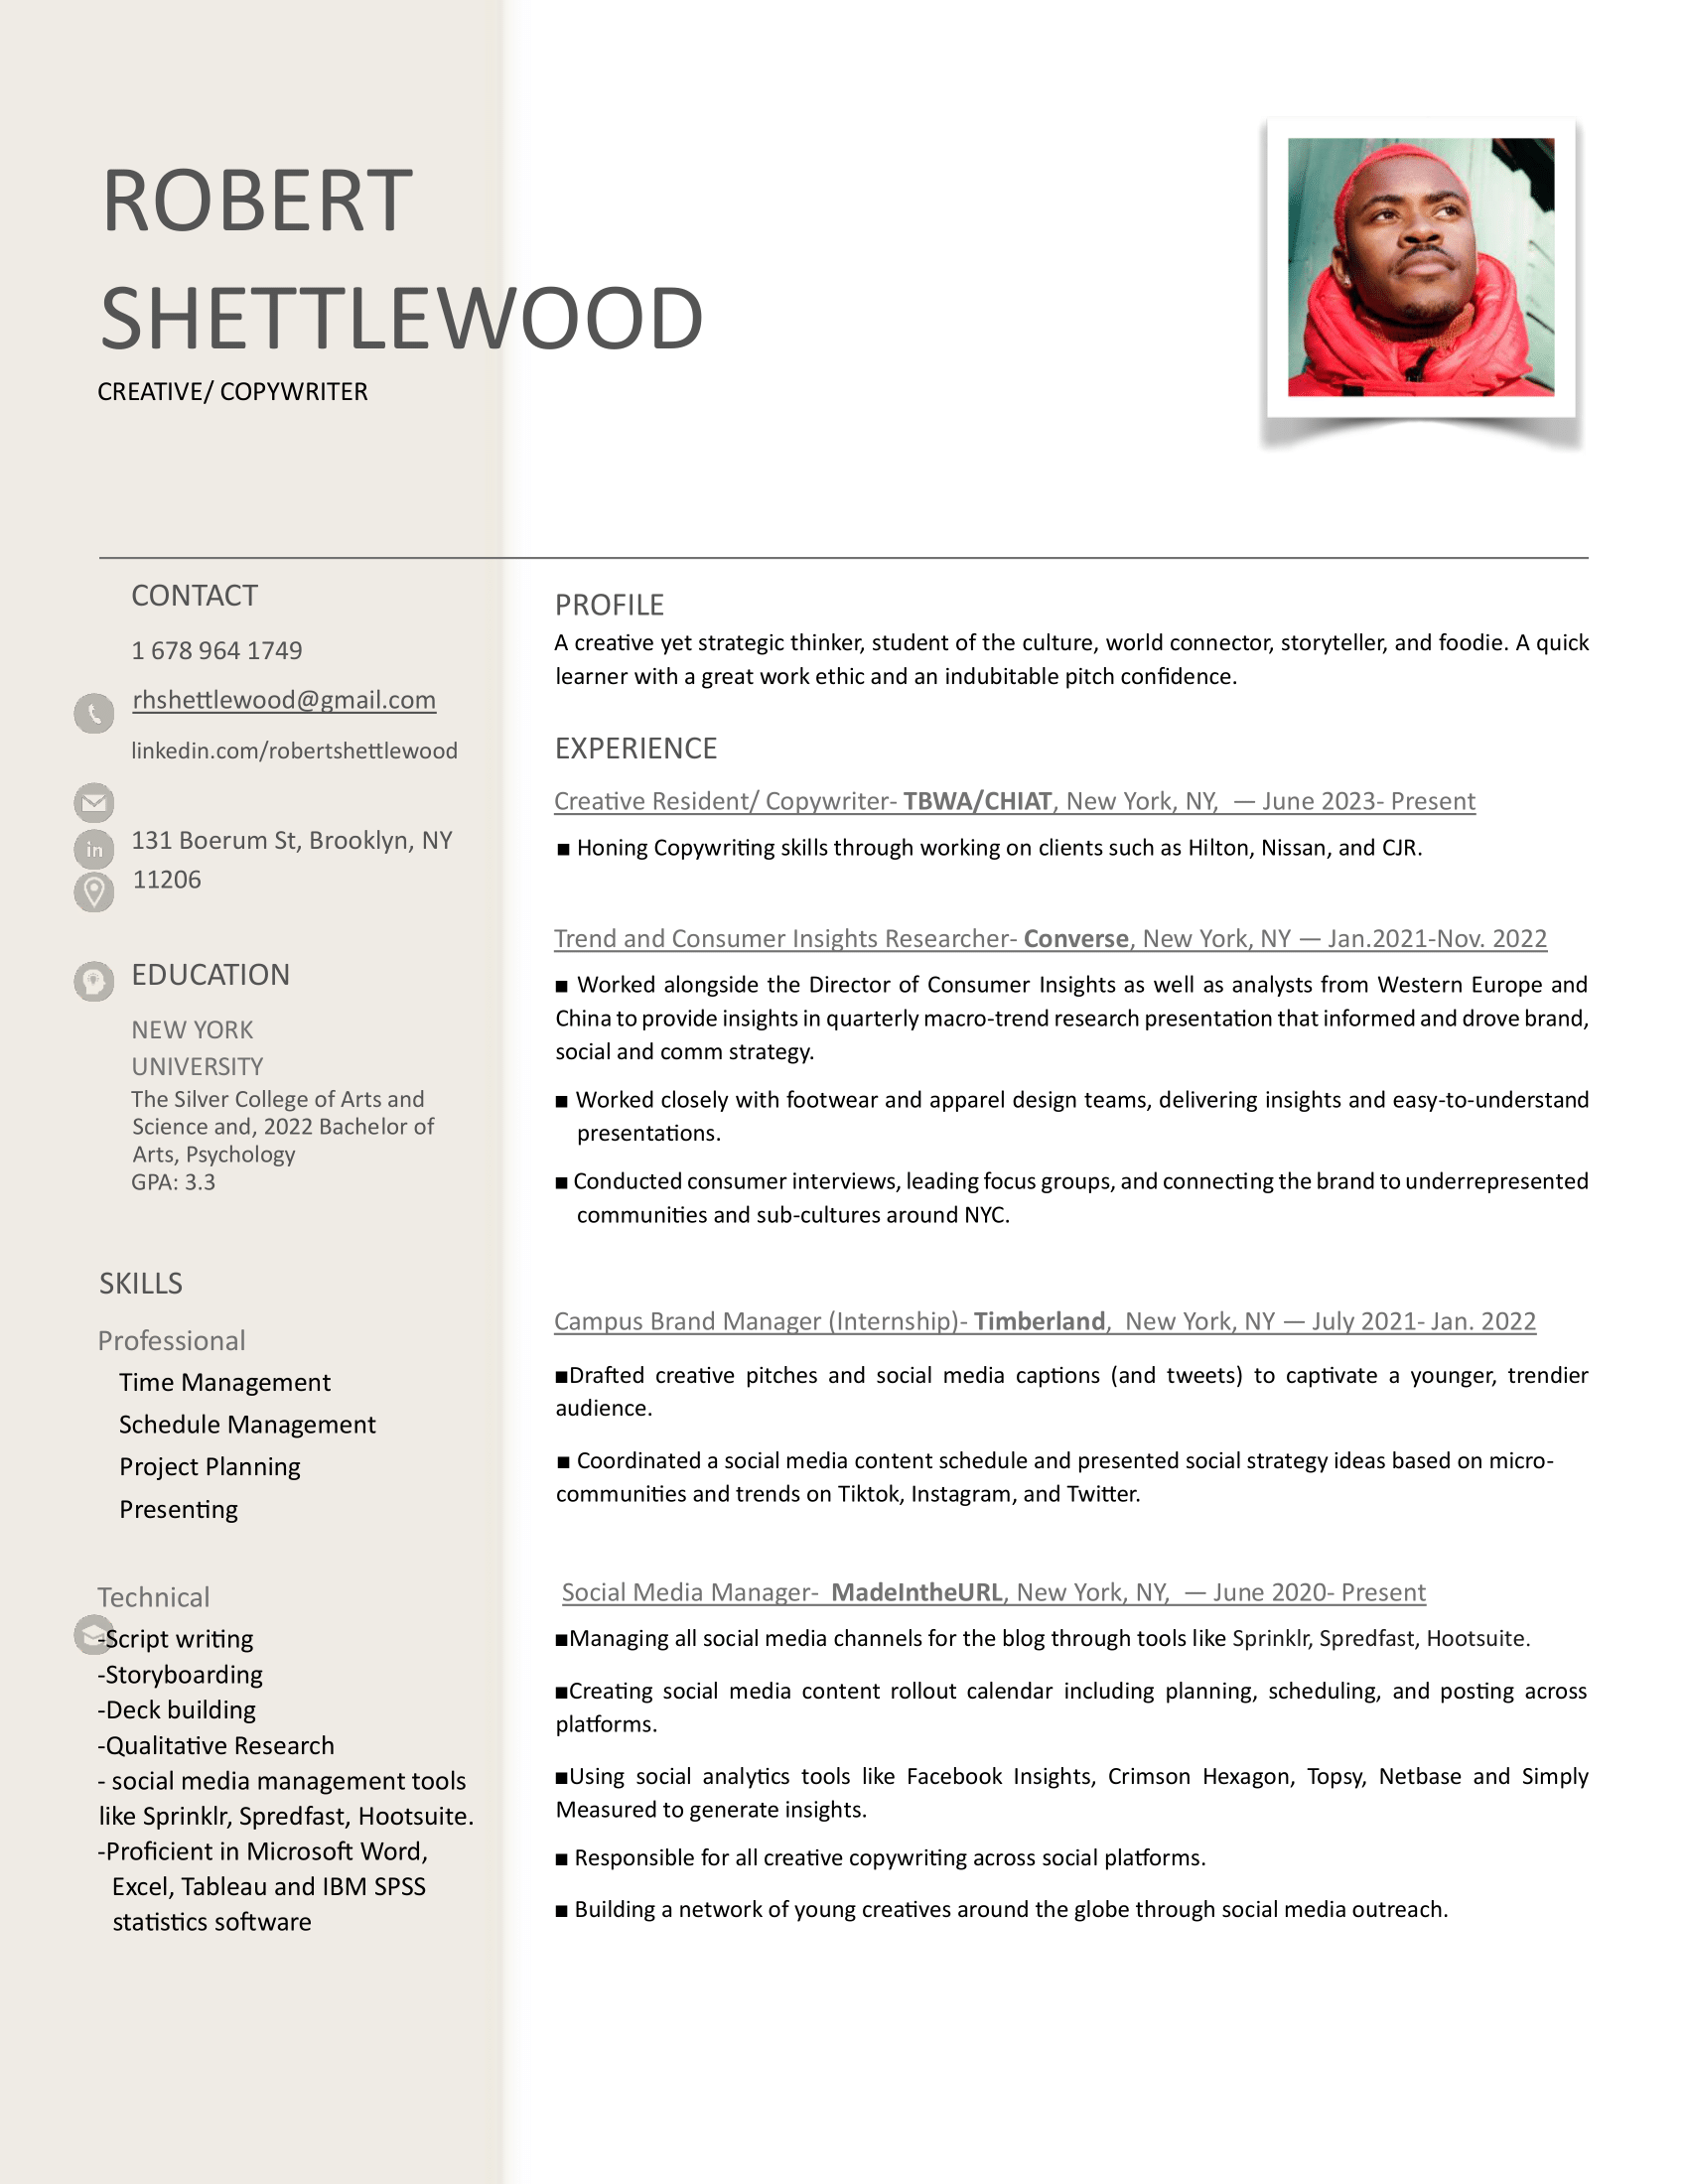 ROBERT
SHETTLEWOOD
CREATIVE/ COPYWRITER
CONTACT
1 678 964 1749
rhshettlewood@gmail.com
linkedin.com/robertshettlewood
131 Boerum St, Brooklyn, NY
11206
EDUCATION
NEW YORK
UNIVERSITY
The Silver College of Arts and
Science and, 2022 Bachelor of
Arts, Psychology
GPA: 3.3
SKILLS
Professional
Time Management
Schedule Management
Project Planning
Presenting
Technical
-Script writing
-Storyboarding
-Deck building
-Qualitative Research
- social media management tools
like Sprinklr, Spredfast, Hootsuite.
-Proficient in Microsoft Word,
Excel, Tableau and IBM SPSS
statistics software
PROFILE
A creative yet strategic thinker, student of the culture, world connector, storyteller, and foodie. A quick
learner with a great work ethic and an indubitable pitch confidence.
EXPERIENCE
Creative Resident/ Copywriter- TBWA/CHIAT, New York, NY,  — June 2023- Present
■ Honing Copywriting skills through working on clients such as Hilton, Nissan, and CJR.
Trend and Consumer Insights Researcher- Converse, New York, NY — Jan.2021-Nov. 2022
■ Worked alongside the Director of Consumer Insights as well as analysts from Western Europe and
China to provide insights in quarterly macro-trend research presentation that informed and drove brand,
social and comm strategy.
■ Worked closely with footwear and apparel design teams, delivering insights and easy-to-understand
presentations.
■ Conducted consumer interviews, leading focus groups, and connecting the brand to underrepresented
communities and sub-cultures around NYC.
Campus Brand Manager (Internship)- Timberland,  New York, NY — July 2021- Jan. 2022
■Drafted creative pitches and social media captions (and tweets) to captivate a younger, trendier
audience.
■ Coordinated a social media content schedule and presented social strategy ideas based on micro-
communities and trends on Tiktok, Instagram, and Twitter.
Social Media Manager-  MadeIntheURL, New York, NY,  — June 2020- Present
■Managing all social media channels for the blog through tools like Sprinklr, Spredfast, Hootsuite.
■Creating social media content rollout calendar including planning, scheduling, and posting across
platforms.
■Using social analytics tools like Facebook Insights, Crimson Hexagon, Topsy, Netbase and Simply
Measured to generate insights.
■ Responsible for all creative copywriting across social platforms.
■ Building a network of young creatives around the globe through social media outreach.